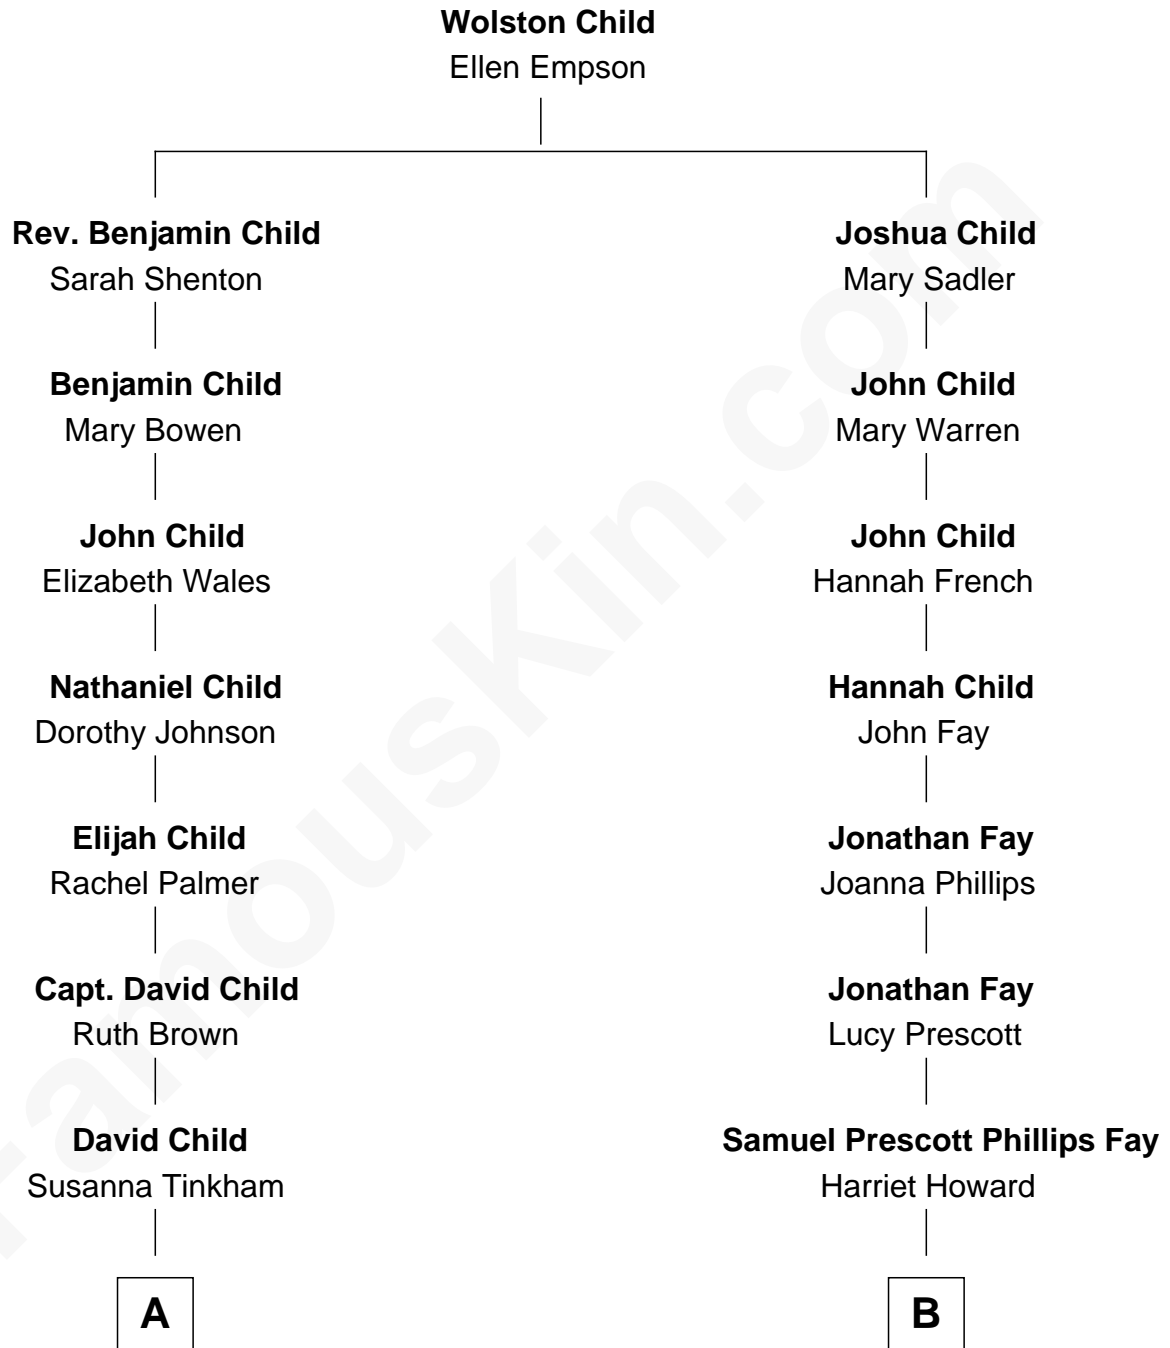 Wolston Child
Ellen Empson
Rev. Benjamin Child
Sarah Shenton
Joshua Child
Mary Sadler
Benjamin Child
Mary Bowen
John Child
Mary Warren
John Child
Elizabeth Wales
John Child
Hannah French
Nathaniel Child
Dorothy Johnson
Hannah Child
John Fay
Elijah Child
Rachel Palmer
Jonathan Fay
Joanna Phillips
Capt. David Child
Ruth Brown
Jonathan Fay
Lucy Prescott
David Child
Susanna Tinkham
Samuel Prescott Phillips Fay
Harriet Howard
A
B
FamousKin.com